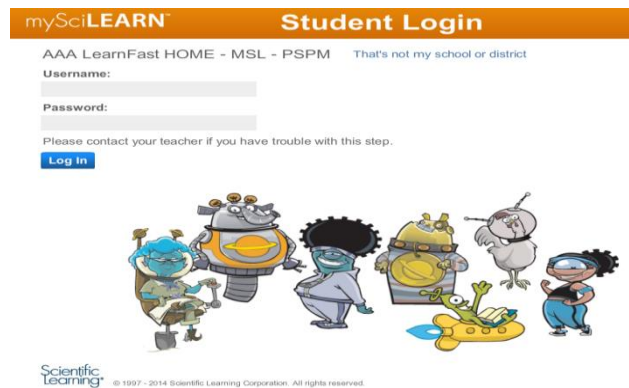 mySciLEARN™ Student Login
AAA LearnFast HOME - MSL - PSPM That's not my school or district
Username:
Password:
Please contact your teacher if you have trouble with this step.
Log In
Scientific
Learning® © 1997 - 2014 Scientific Learning Corporation. All rights reserved.